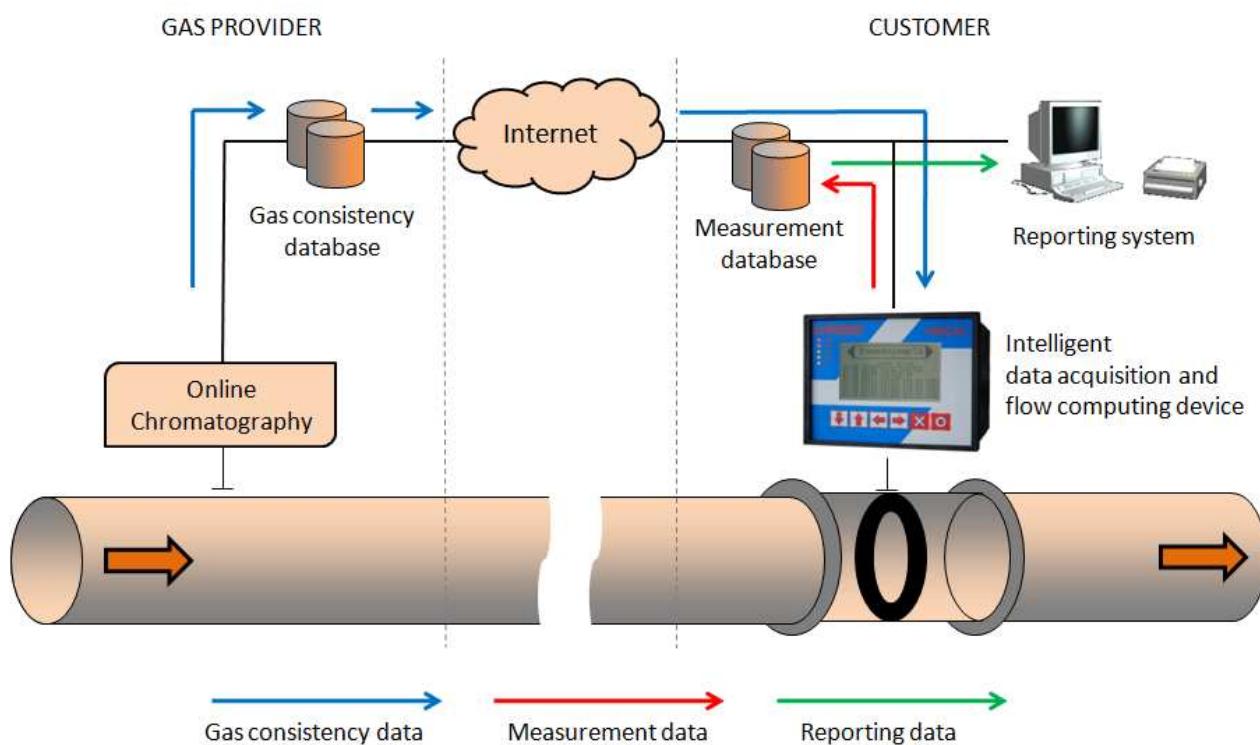 GAS PROVIDER
CUSTOMER
Internet
Gas consistency
database
Measurement
database
Reporting system
Online
Chromatography
Intelligent
data acquisition and
flow computing device
Gas consistency data
Measurement data
Reporting data